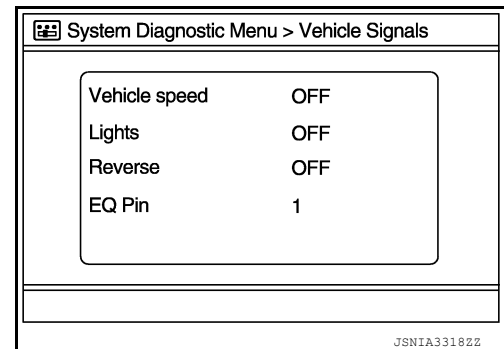 System Diagnostic Menu > Vehicle Signals
Vehicle speed OFF
Lights OFF
Reverse OFF
EQ Pin 1
JSNIA3318ZZ